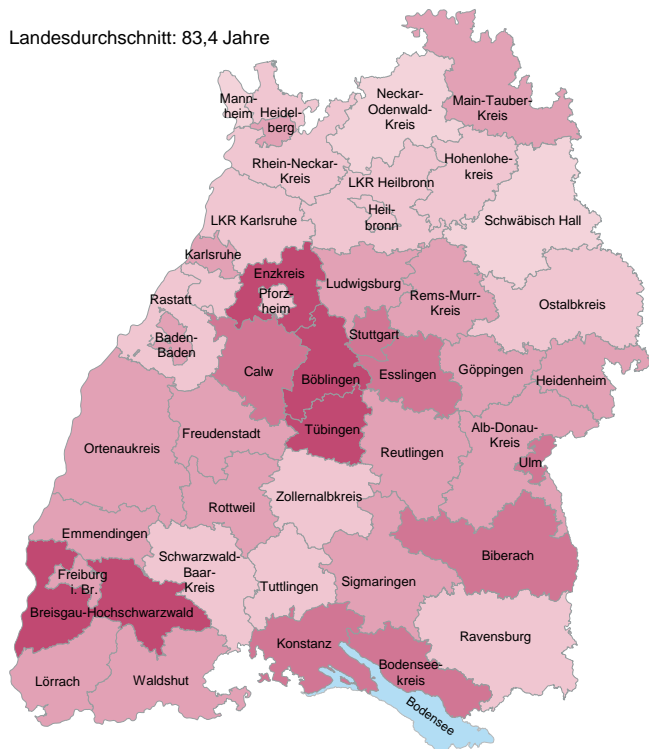 Landesdurchschnitt: 83,4 Jahre
Neckar-
Odenwald-
Kreis
Main-Tauber-
Kreis
Mann-
heim
Heidel-
berg
Hohenlohe-
kreis
Rhein-Neckar-
Kreis
LKR Heilbronn
Heil-
bronn
LKR Karlsruhe
Schwäbisch Hall
Karlsruhe
Enzkreis
Pforz-
heim
Ludwigsburg
Rems-Murr-
Kreis
Rastatt
Ostalbkreis
Baden-
Baden
Stuttgart
Calw
Böblingen
Esslingen
Göppingen
Heidenheim
Tübingen
Ortenaukreis
Freudenstadt
Reutlingen
Alb-Donau-
Kreis
Ulm
Zollernalbkreis
Rottweil
Emmendingen
Schwarzwald-
Baar-
Kreis
Biberach
Freiburg
i. Br.
Tuttlingen
Sigmaringen
Breisgau-Hochschwarzwald
Ravensburg
Konstanz
Bodensee-
kreis
Lörrach
Waldshut
Bodensee